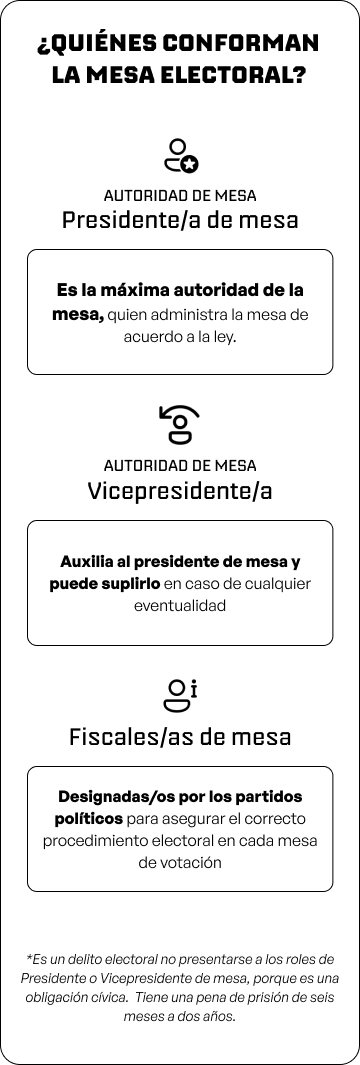 ¿QUIÉNES CONFORMAN
LA MESA ELECTORAL?
AUTORIDAD DE MESA
Presidente/a de mesa
Es la máxima autoridad de la
mesa, quien administra la mesa de
acuerdo a la ley.
AUTORIDAD DE MESA
Vicepresidente/a
Auxilia al presidente de mesa y
puede suplirlo en caso de cualquier
eventualidad
Fiscales/as de mesa
Designadas/os por los partidos
políticos para asegurar el correcto
procedimiento electoral en cada mesa
de votación
*Es un delito electoral no presentarse a los roles de
Presidente o Vicepresidente de mesa, porque es una
obligación cívica. Tiene una pena de prisión de seis
meses a dos años.